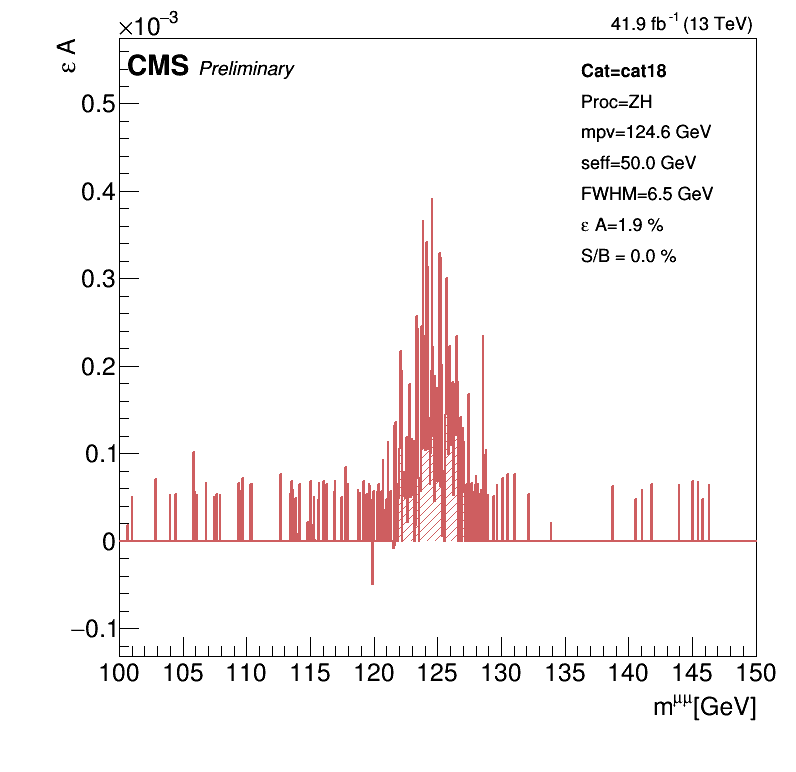 ×10⁻³
41.9 fb⁻¹ (13 TeV)
ε A
CMS Preliminary
Cat=cat18
Proc=ZH
mpv=124.6 GeV
seff=50.0 GeV
FWHM=6.5 GeV
ε A=1.9 %
S/B = 0.0 %
0.5
0.4
0.3
0.2
0.1
0
−0.1
100 105 110 115 120 125 130 135 140 145 150
m^μμ[GeV]